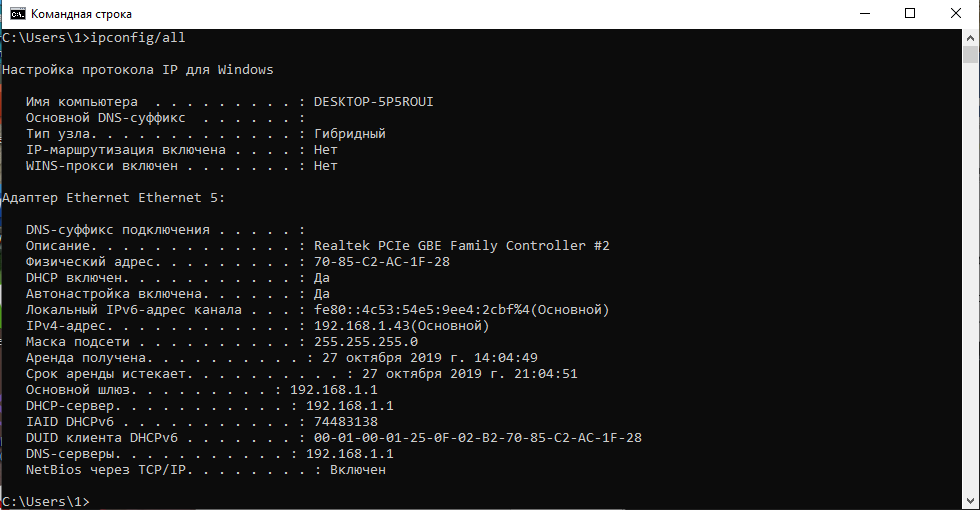 Командная строка
C:\Users\1>ipconfig/all
Настройка протокола IP для Windows
Имя компьютера  . . . . . . . . . : DESKTOP-5P5ROUI
Основной DNS-суффикс  . . . . . . :
Тип узла. . . . . . . . . . . . . : Гибридный
IP-маршрутизация включена . . . . : Нет
WINS-прокси включен . . . . . . . : Нет
Адаптер Ethernet Ethernet 5:
DNS-суффикс подключения . . . . . :
Описание. . . . . . . . . . . . . : Realtek PCIe GBE Family Controller #2
Физический адрес. . . . . . . . . : 70-85-C2-AC-1F-28
DHCP включен. . . . . . . . . . . : Да
Автонастройка включена. . . . . . : Да
Локальный IPv6-адрес канала . . . : fe80::4c53:54e5:9ee4:2cbf%4(Основной)
IPv4-адрес. . . . . . . . . . . . : 192.168.1.43(Основной)
Маска подсети . . . . . . . . . . : 255.255.255.0
Аренда получена. . . . . . . . . . : 27 октября 2019 г. 14:04:49
Срок аренды истекает. . . . . . . . . . : 27 октября 2019 г. 21:04:51
Основной шлюз. . . . . . . . . : 192.168.1.1
DHCP-сервер. . . . . . . . . . . : 192.168.1.1
IAID DHCPv6 . . . . . . . . . . . : 74483138
DUID клиента DHCPv6 . . . . . . . : 00-01-00-01-25-0F-02-B2-70-85-C2-AC-1F-28
DNS-серверы. . . . . . . . . . . : 192.168.1.1
NetBios через TCP/IP. . . . . . . . : Включен
C:\Users\1>